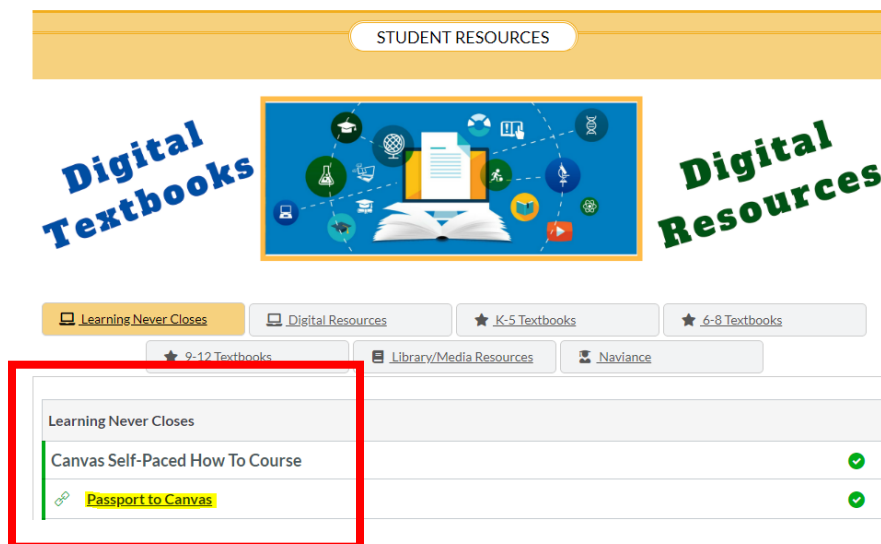 STUDENT RESOURCES
Digital
Textbooks
Digital
Resources
Learning Never Closes
Digital Resources
K-5 Textbooks
6-8 Textbooks
9-12 Textbooks
Library/Media Resources
Naviance
Learning Never Closes
Canvas Self-Paced How To Course
Passport to Canvas